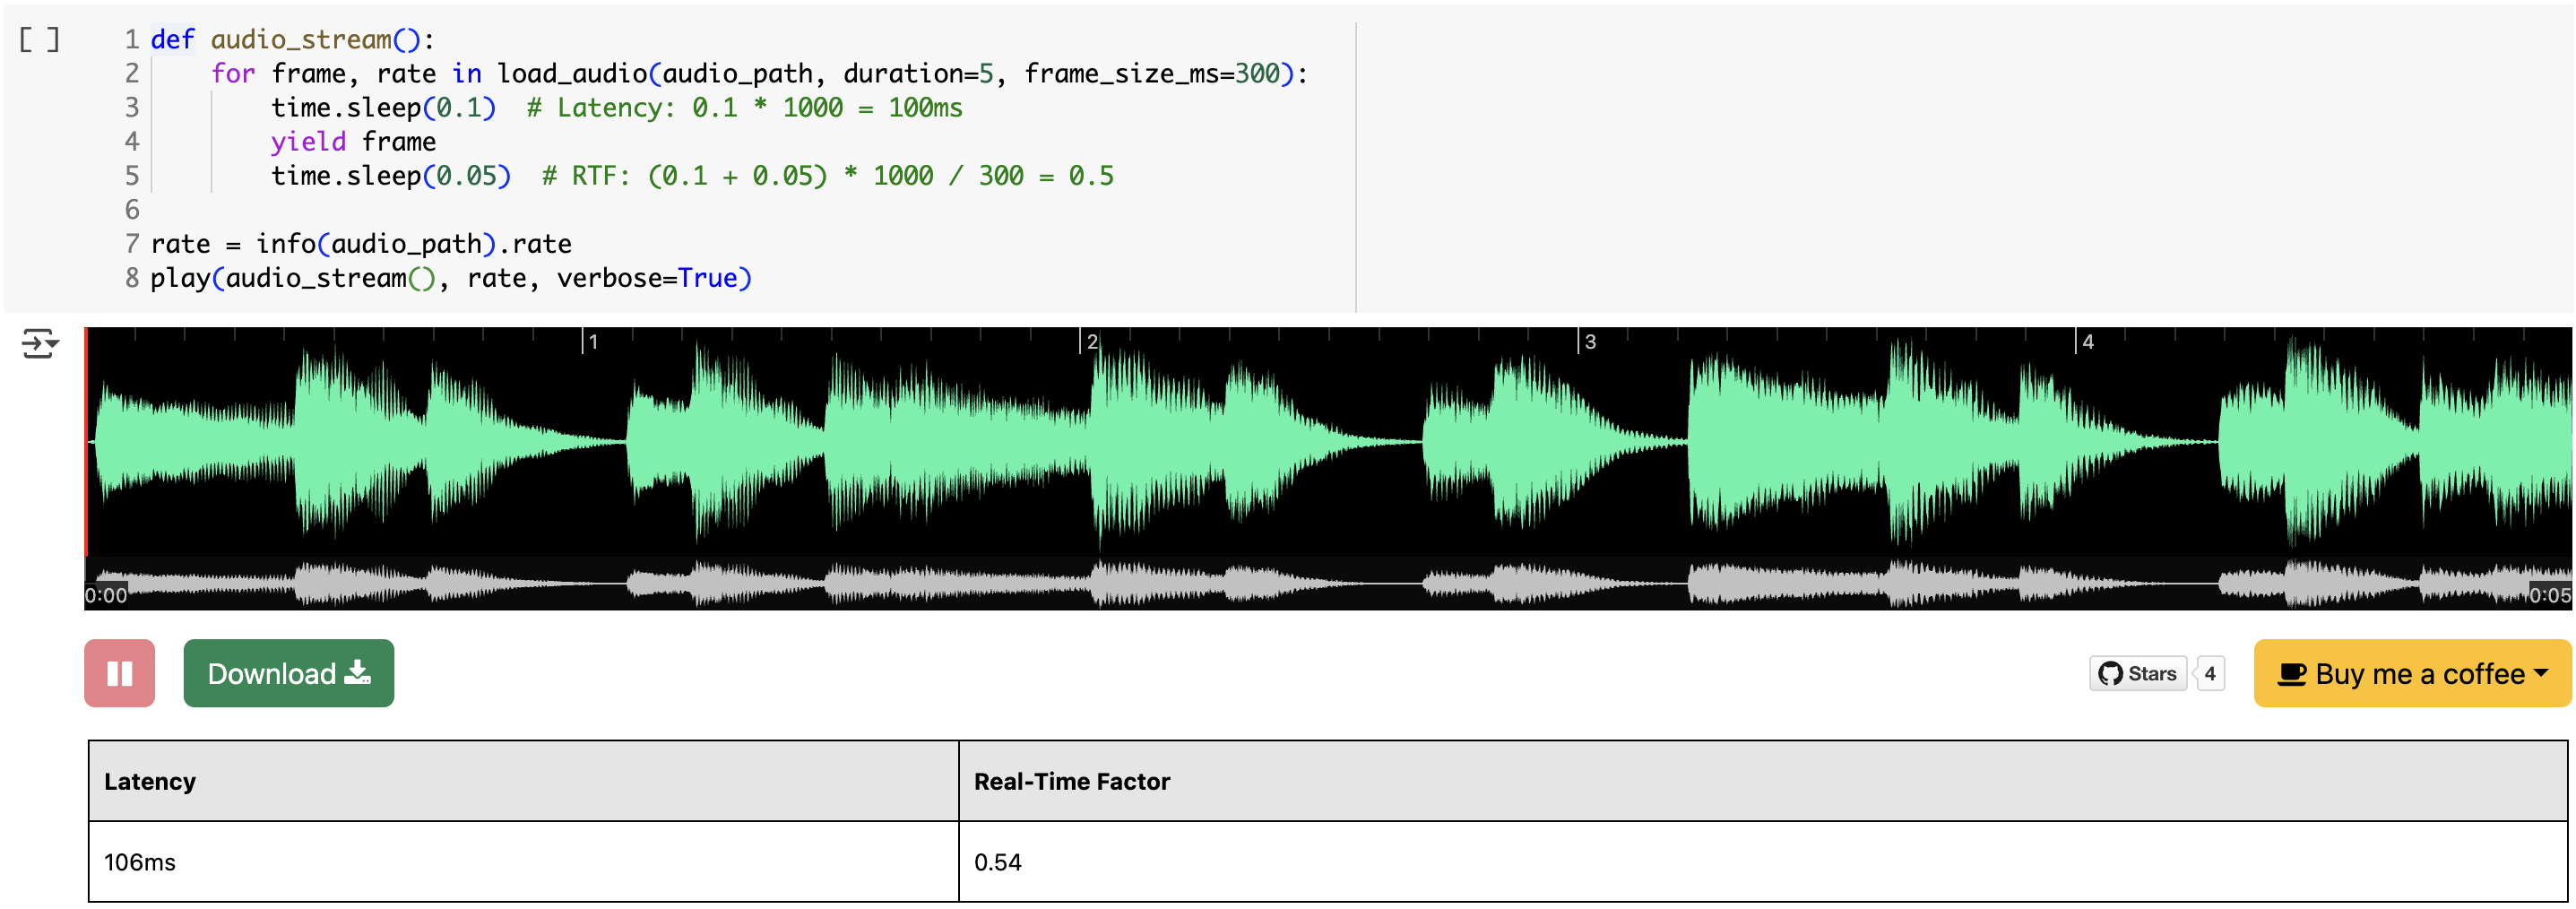 [ ]
1 def audio_stream():
2     for frame, rate in load_audio(audio_path, duration=5, frame_size_ms=300):
3         time.sleep(0.1)  # Latency: 0.1 * 1000 = 100ms
4         yield frame
5         time.sleep(0.05)  # RTF: (0.1 + 0.05) * 1000 / 300 = 0.5
6
7 rate = info(audio_path).rate
8 play(audio_stream(), rate, verbose=True)
1 2 3 4
0:00 0:05
Download Stars 4 Buy me a coffee
Latency Real-Time Factor
106ms 0.54